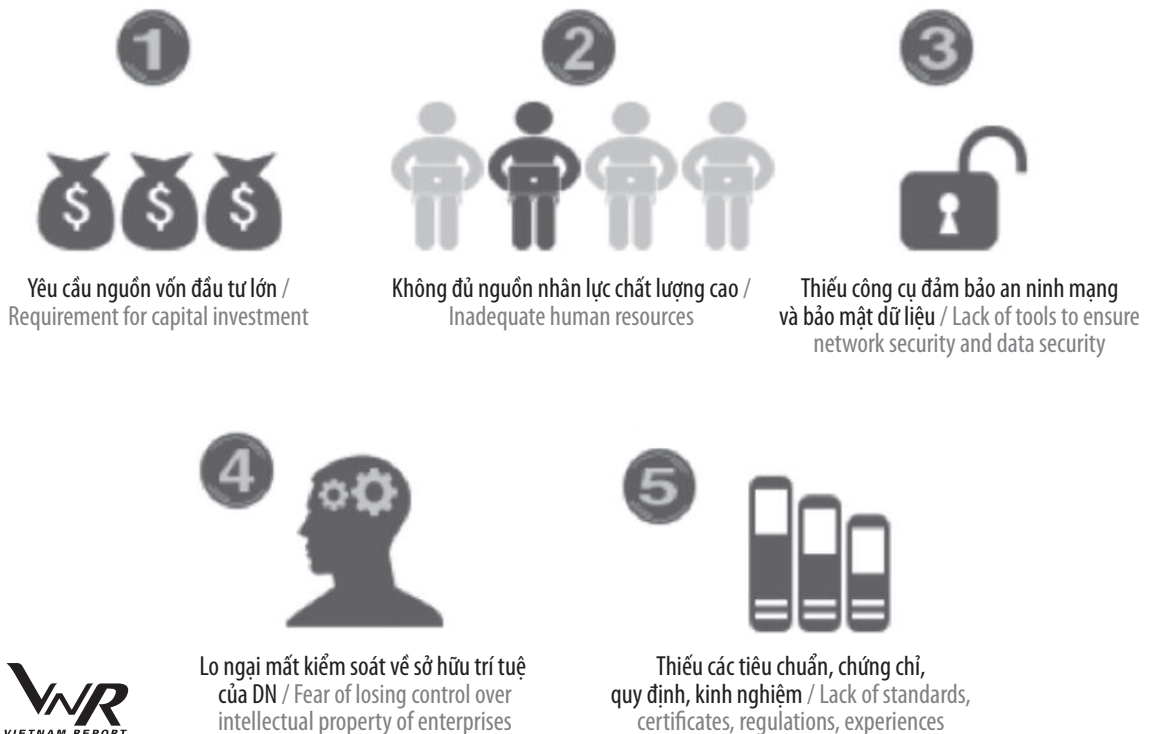 1
2
3
$ $ $
Yêu cầu nguồn vốn đầu tư lớn /
Requirement for capital investment
Không đủ nguồn nhân lực chất lượng cao /
Inadequate human resources
Thiếu công cụ đảm bảo an ninh mạng
và bảo mật dữ liệu / Lack of tools to ensure
network security and data security
4
5
Lo ngại mất kiểm soát về sở hữu trí tuệ
của DN / Fear of losing control over
intellectual property of enterprises
Thiếu các tiêu chuẩn, chứng chỉ,
quy định, kinh nghiệm / Lack of standards,
certificates, regulations, experiences
VNR
VIETNAM REPORT